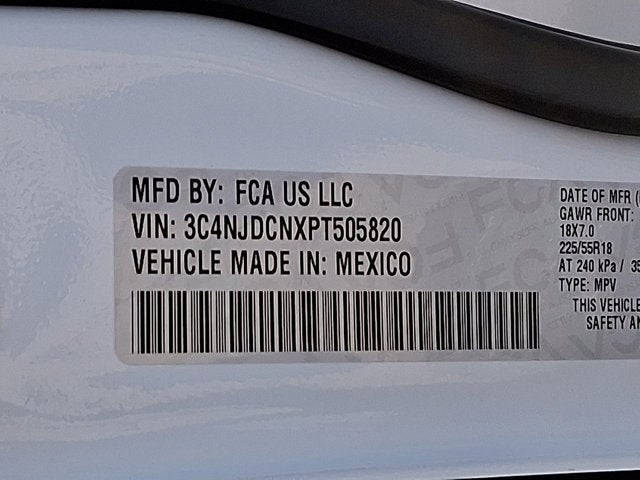 MFD BY: FCA US LLC
VIN: 3C4NJDCNXPT505820
VEHICLE MADE IN: MEXICO
DATE OF MFR
GAWR FRONT:
18X7.0
225/55R18
AT 240 kPa / 35
TYPE: MPV
THIS VEHICLE
SAFETY AN